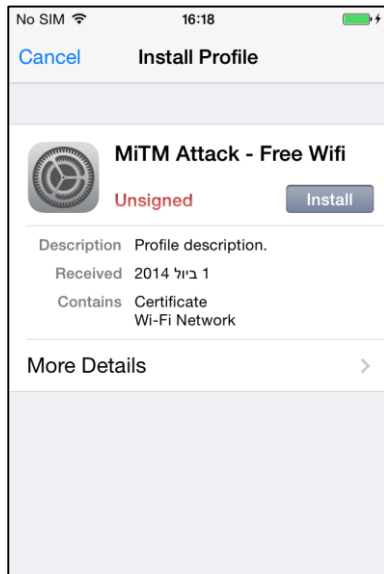 No SIM 16:18
Cancel Install Profile
MiTM Attack - Free Wifi
Unsigned Install
Description Profile description.
Received 1 ביול 2014
Contains Certificate
Wi-Fi Network
More Details